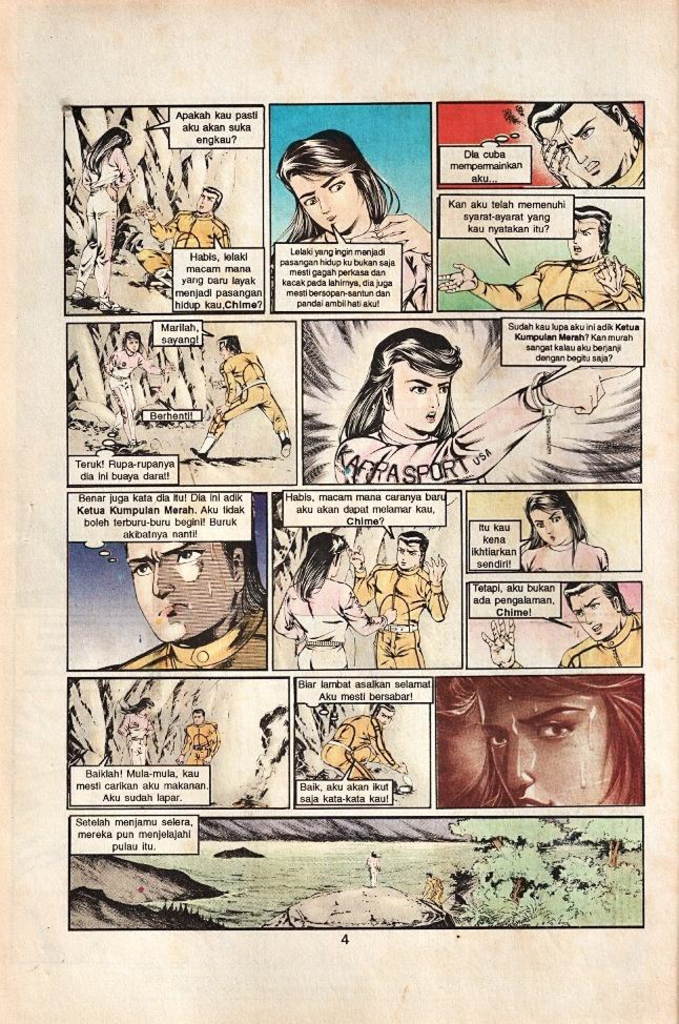 Apakah kau pasti
aku akan suka
engkau?
Habis, lelaki
macam mana
yang baru layak
menjadi pasangan
hidup kau,Chime?
Lelaki yang ingin menjadi
pasangan hidup ku bukan saja
mesti gagah perkasa dan
kacak pada lahirnya, dia juga
mesti bersopan-santun dan
pandai ambil hati aku!
Dia cuba
mempermainkan
aku...
Kan aku telah memenuhi
syarat-ayarat yang
kau nyatakan itu?
Marilah,
sayang!
Berhenti!
Teruk! Rupa-rupanya
dia ini buaya darat!
Sudah kau lupa aku ini adik Ketua
Kumpulan Merah? Kan murah
sangat kalau aku berjanji
dengan begitu saja?
KAPPA SPORT USA
Benar juga kata dia itu! Dia ini adik
Ketua Kumpulan Merah. Aku tidak
boleh terburu-buru begini! Buruk
akibatnya nanti!
Habis, macam mana caranya baru
aku akan dapat melamar kau,
Chime?
Itu kau
kena
ikhtiarkan
sendiri!
Tetapi, aku bukan
ada pengalaman,
Chime!
Baiklah! Mula-mula, kau
mesti carikan aku makanan.
Aku sudah lapar.
Biar lambat asalkan selamat
Aku mesti bersabar!
Baik, aku akan ikut
saja kata-kata kau!
Setelah menjamu selera,
mereka pun menjelajahi
pulau itu.
4